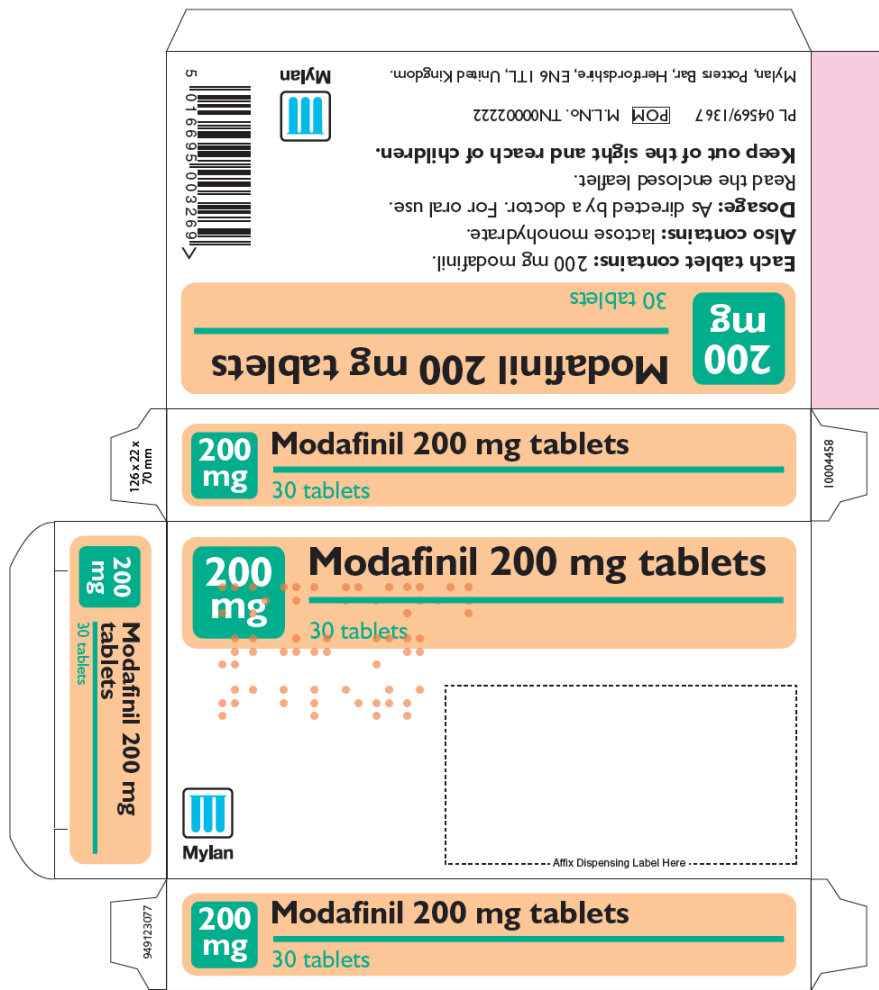 Mylan, Potters Bar, Hertfordshire, EN6 1TL, United Kingdom.
PL 04569/1367 POM M.L.No. TN00002222
Keep out of the sight and reach of children.
Read the enclosed leaflet.
Dosage: As directed by a doctor. For oral use.
Also contains: lactose monohydrate.
Each tablet contains: 200 mg modafinil.
Mylan
5 016695 003269 >
200
mg
Modafinil 200 mg tablets
30 tablets
126 x 22 x
70 mm
200
mg
Modafinil 200 mg tablets
30 tablets
10004458
200
mg
Modafinil 200 mg
tablets
30 tablets
200
mg
Modafinil 200 mg tablets
30 tablets
Mylan
Affix Dispensing Label Here
949123077
200
mg
Modafinil 200 mg tablets
30 tablets